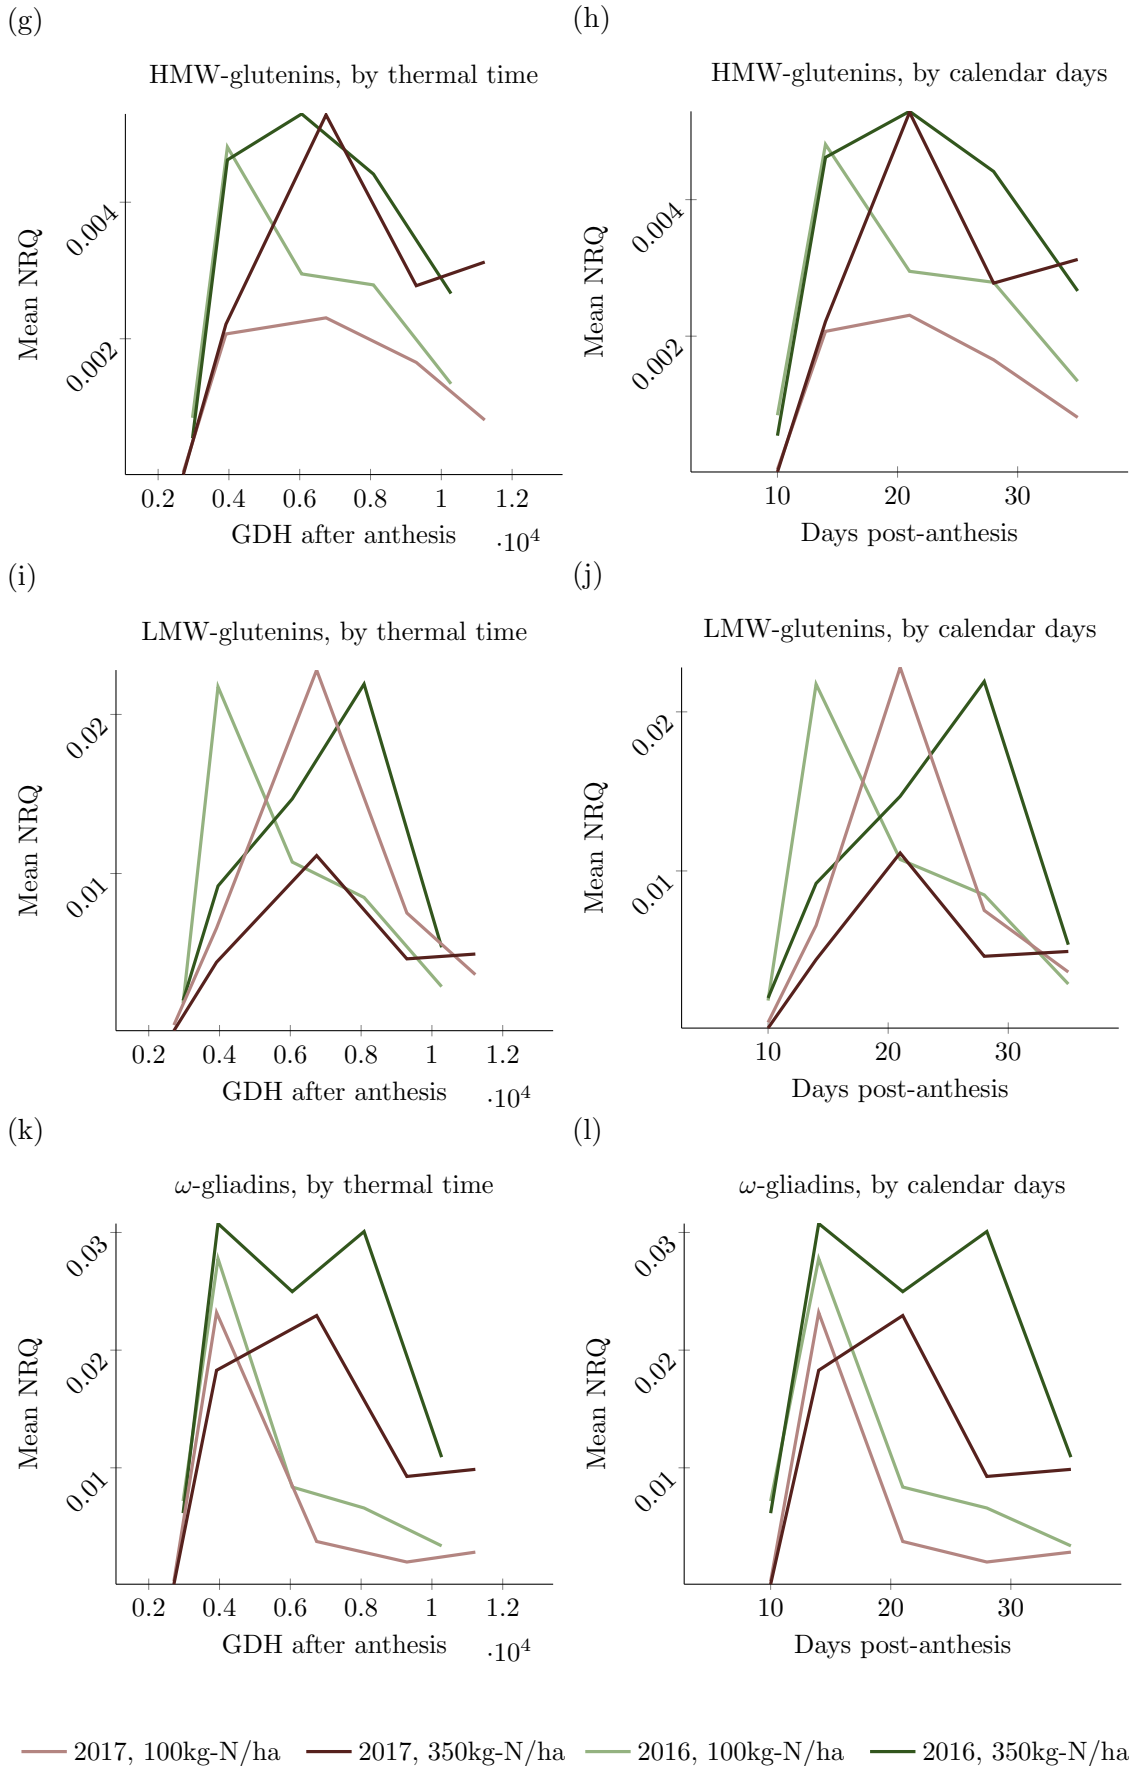 (g)
HMW-glutenins, by thermal time
Mean NRQ
0.004
0.002
0.2 0.4 0.6 0.8 1 1.2
GDH after anthesis
·10⁴
(h)
HMW-glutenins, by calendar days
Mean NRQ
0.004
0.002
10 20 30
Days post-anthesis
(i)
LMW-glutenins, by thermal time
Mean NRQ
0.02
0.01
0.2 0.4 0.6 0.8 1 1.2
GDH after anthesis
·10⁴
(j)
LMW-glutenins, by calendar days
Mean NRQ
0.02
0.01
10 20 30
Days post-anthesis
(k)
ω-gliadins, by thermal time
Mean NRQ
0.03
0.02
0.01
0.2 0.4 0.6 0.8 1 1.2
GDH after anthesis
·10⁴
(l)
ω-gliadins, by calendar days
Mean NRQ
0.03
0.02
0.01
10 20 30
Days post-anthesis
2017, 100kg-N/ha 2017, 350kg-N/ha 2016, 100kg-N/ha 2016, 350kg-N/ha